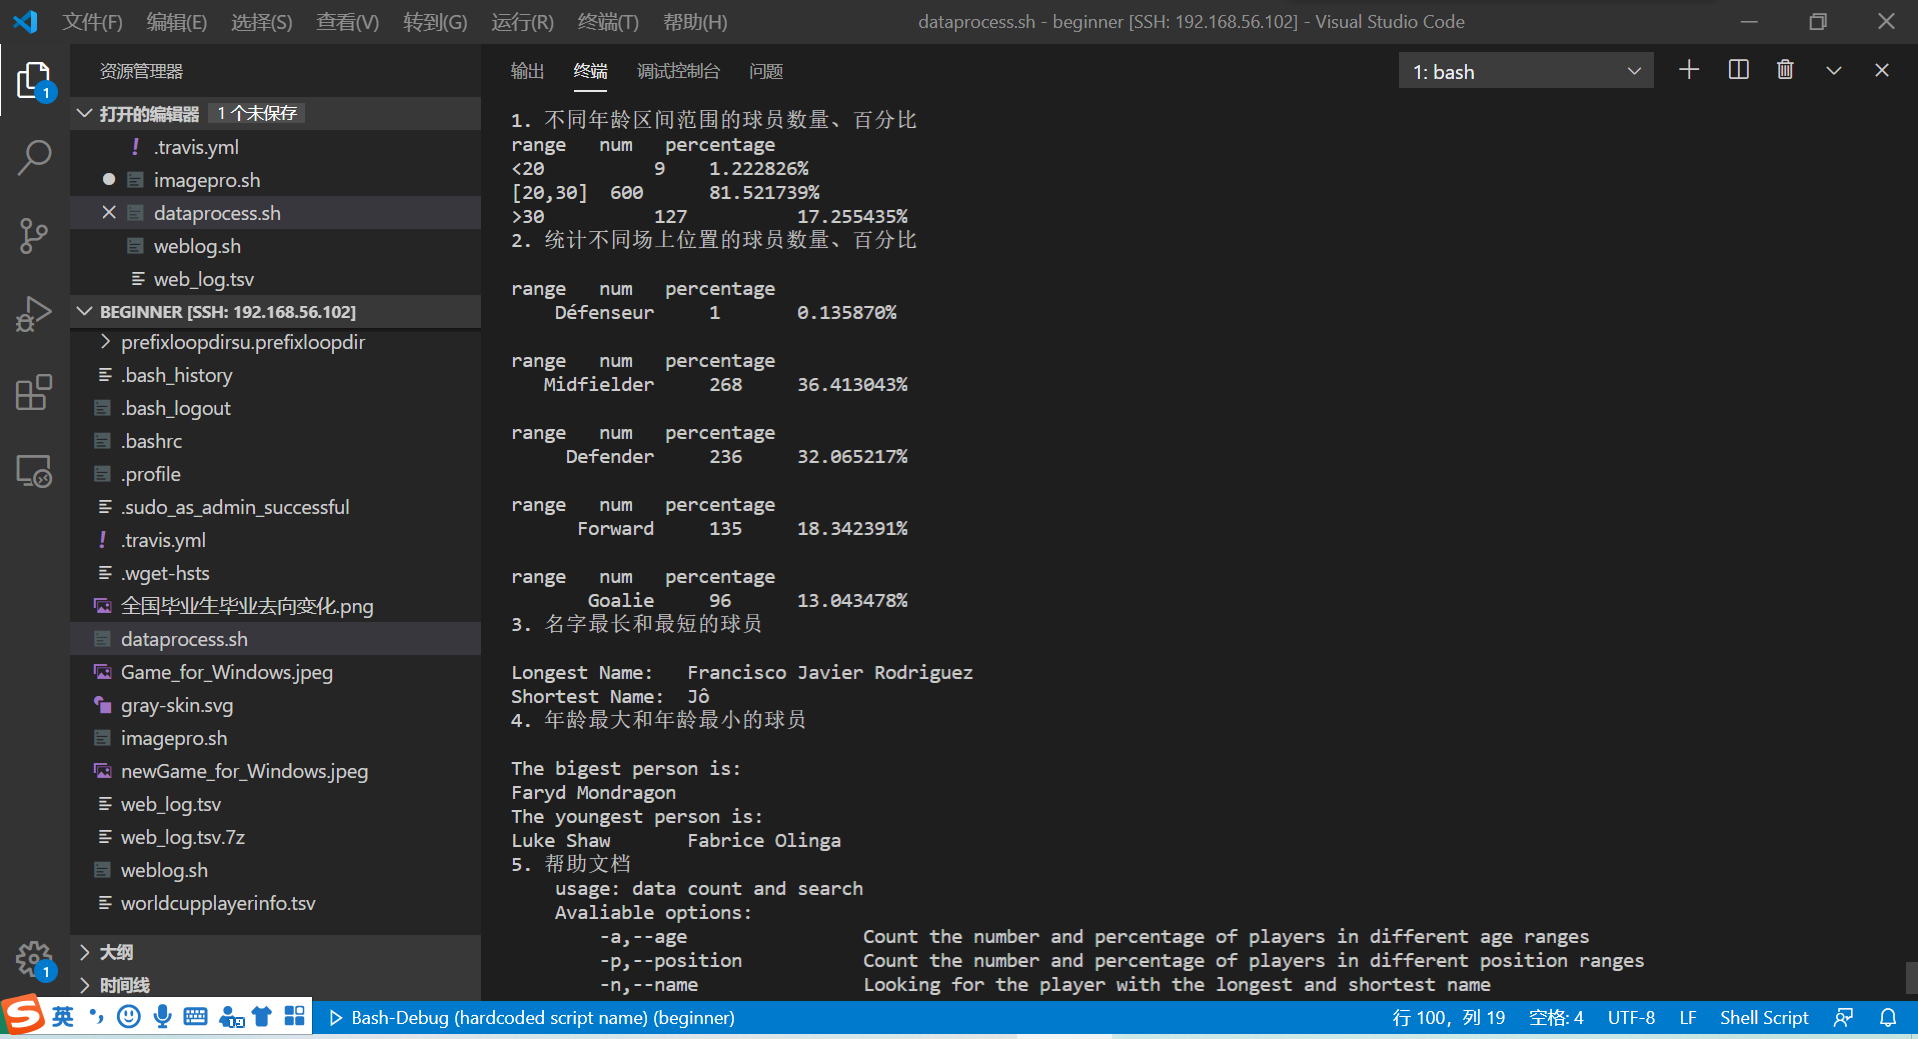 文件(F) 编辑(E) 选择(S) 查看(V) 转到(G) 运行(R) 终端(T) 帮助(H) dataprocess.sh - beginner [SSH: 192.168.56.102] - Visual Studio Code
资源管理器
打开的编辑器 1 个未保存
.travis.yml
imagepro.sh
dataprocess.sh
weblog.sh
web_log.tsv
BEGINNER [SSH: 192.168.56.102]
prefixloopdirsu.prefixloopdir
.bash_history
.bash_logout
.bashrc
.profile
.sudo_as_admin_successful
.travis.yml
.wget-hsts
全国毕业生毕业去向变化.png
dataprocess.sh
Game_for_Windows.jpeg
gray-skin.svg
imagepro.sh
newGame_for_Windows.jpeg
web_log.tsv
web_log.tsv.7z
weblog.sh
worldcupplayerinfo.tsv
大纲
时间线
1
1
输出 终端 调试控制台 问题 1: bash
1. 不同年龄区间范围的球员数量、百分比
range num percentage
<20 9 1.222826%
[20,30] 600 81.521739%
>30 127 17.255435%
2. 统计不同场上位置的球员数量、百分比
range num percentage
Défenseur 1 0.135870%
range num percentage
Midfielder 268 36.413043%
range num percentage
Defender 236 32.065217%
range num percentage
Forward 135 18.342391%
range num percentage
Goalie 96 13.043478%
3. 名字最长和最短的球员
Longest Name: Francisco Javier Rodriguez
Shortest Name: Jô
4. 年龄最大和年龄最小的球员
The bigest person is:
Faryd Mondragon
The youngest person is:
Luke Shaw Fabrice Olinga
5. 帮助文档
usage: data count and search
Avaliable options:
-a,--age Count the number and percentage of players in different age ranges
-p,--position Count the number and percentage of players in different position ranges
-n,--name Looking for the player with the longest and shortest name
S 英 Bash-Debug (hardcoded script name) (beginner) 行 100，列 19 空格: 4 UTF-8 LF Shell Script